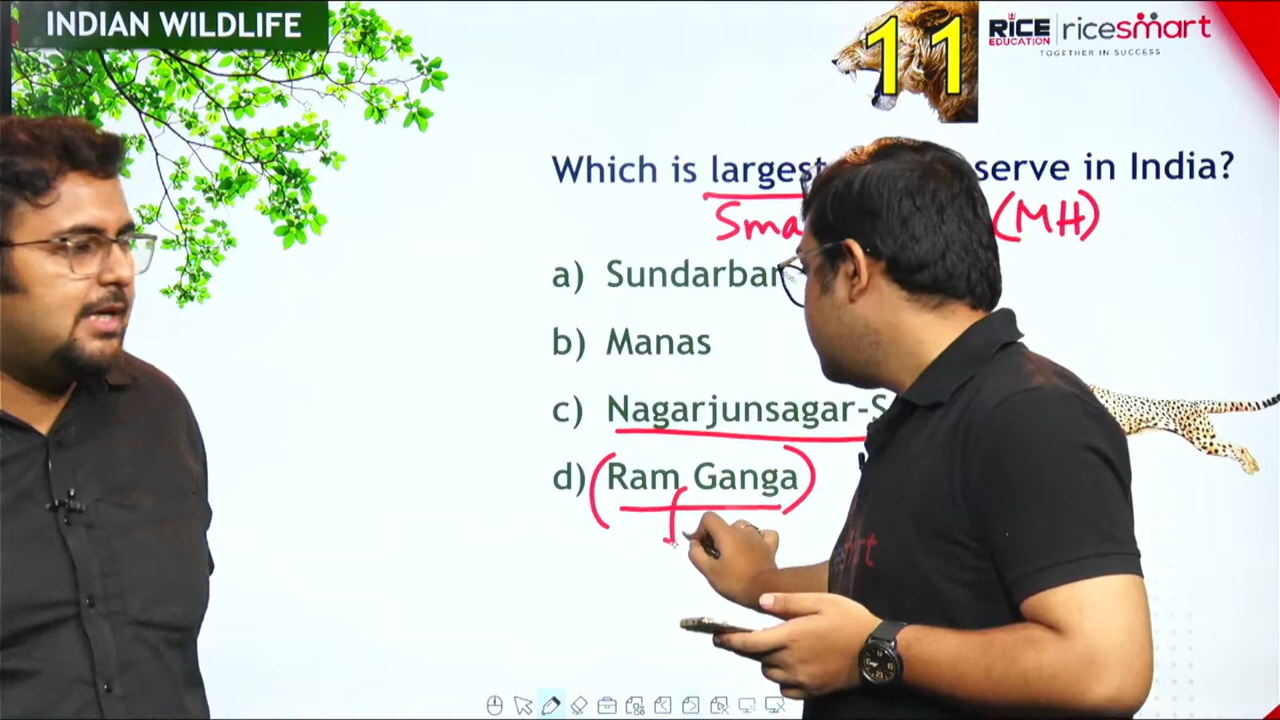 INDIAN WILDLIFE
11
RICE EDUCATION ricesmart
TOGETHER IN SUCCESS
Which is largest serve in India?
(MH)
a) Sundarban
b) Manas
c) Nagarjunsagar-S
d) (Ram Ganga)